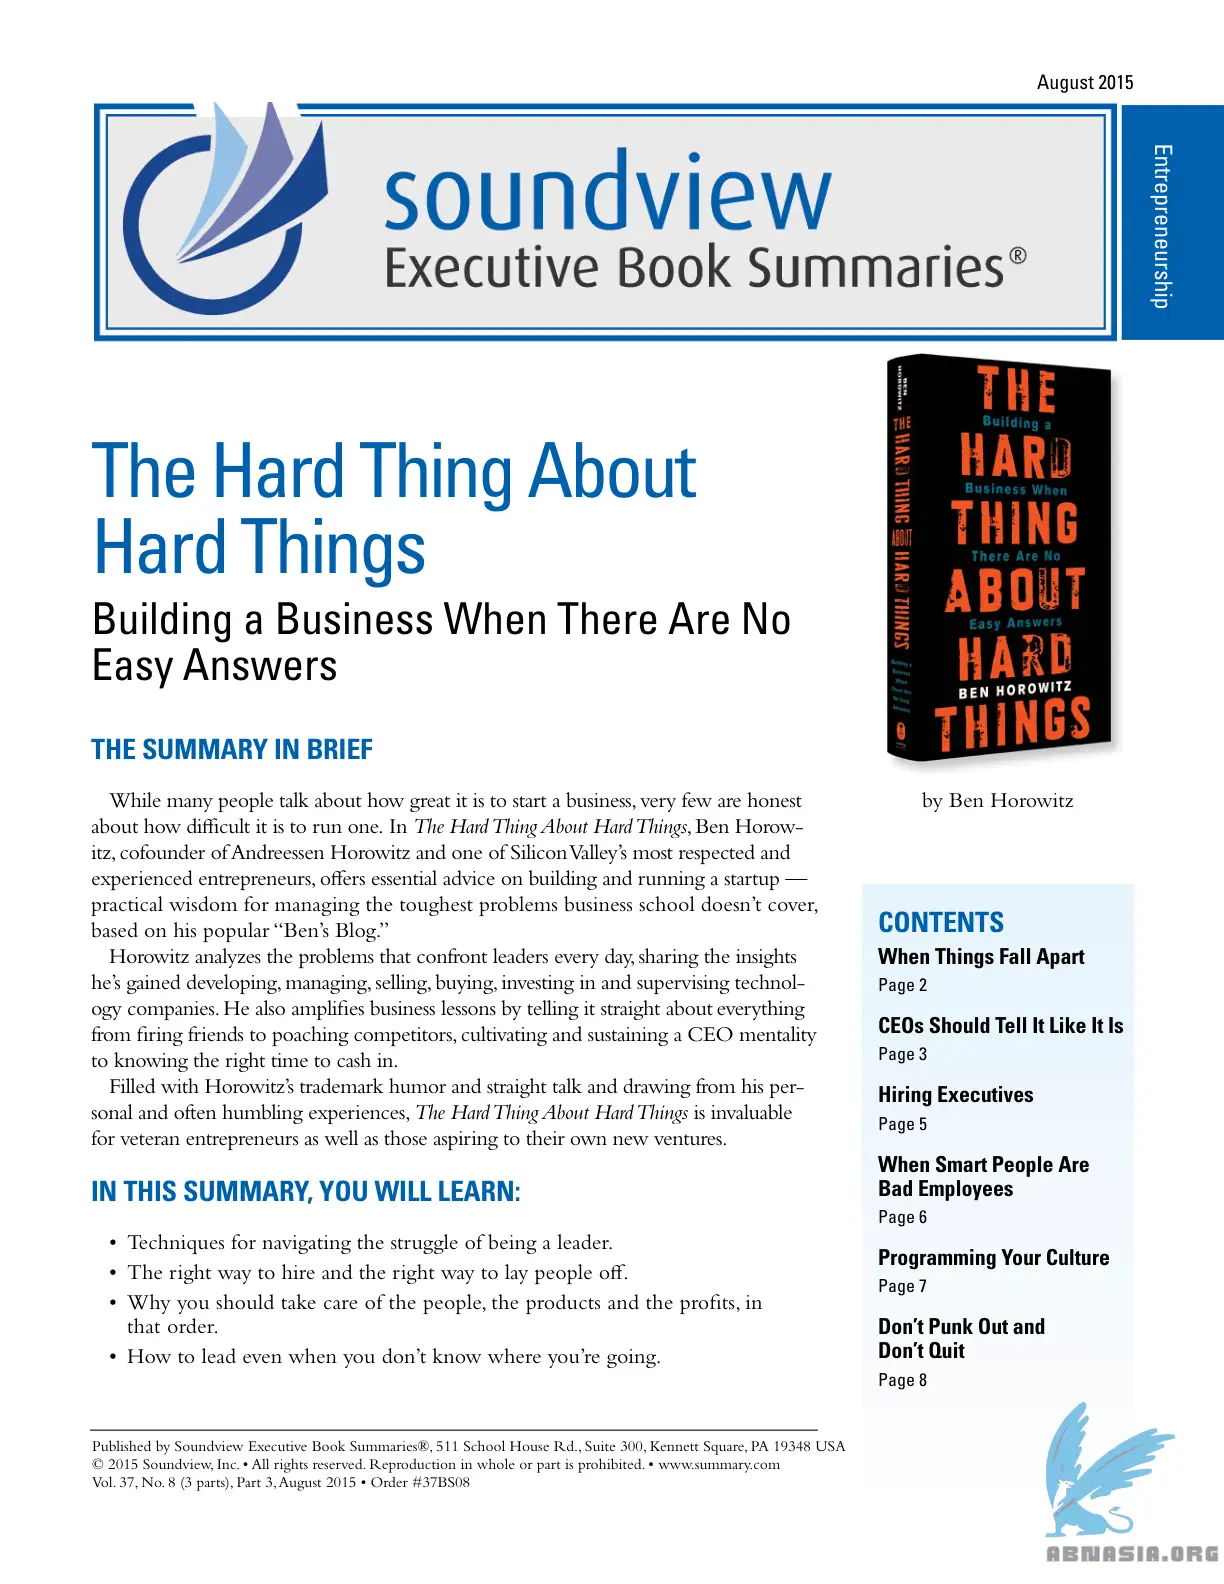 August 2015
Entrepreneurship
soundview
Executive Book Summaries®
The Hard Thing About
Hard Things
Building a Business When There Are No
Easy Answers
THE SUMMARY IN BRIEF
While many people talk about how great it is to start a business, very few are honest
about how difficult it is to run one. In The Hard Thing About Hard Things, Ben Horow-
itz, cofounder of Andreessen Horowitz and one of Silicon Valley's most respected and
experienced entrepreneurs, offers essential advice on building and running a startup —
practical wisdom for managing the toughest problems business school doesn't cover,
based on his popular "Ben's Blog."
Horowitz analyzes the problems that confront leaders every day, sharing the insights
he's gained developing, managing, selling, buying, investing in and supervising technol-
ogy companies. He also amplifies business lessons by telling it straight about everything
from firing friends to poaching competitors, cultivating and sustaining a CEO mentality
to knowing the right time to cash in.
Filled with Horowitz's trademark humor and straight talk and drawing from his per-
sonal and often humbling experiences, The Hard Thing About Hard Things is invaluable
for veteran entrepreneurs as well as those aspiring to their own new ventures.
IN THIS SUMMARY, YOU WILL LEARN:
• Techniques for navigating the struggle of being a leader.
• The right way to hire and the right way to lay people off.
• Why you should take care of the people, the products and the profits, in
that order.
• How to lead even when you don't know where you're going.
BEN
HOROWITZ
THE HARD THING ABOUT HARD THINGS
Building a
Business
When
There Are
No Easy
Answers
THE
Building a
HARD
Business When
THING
There Are No
ABOUT
Easy Answers
HARD
BEN HOROWITZ
THINGS
by Ben Horowitz
CONTENTS
When Things Fall Apart
Page 2
CEOs Should Tell It Like It Is
Page 3
Hiring Executives
Page 5
When Smart People Are
Bad Employees
Page 6
Programming Your Culture
Page 7
Don't Punk Out and
Don't Quit
Page 8
Published by Soundview Executive Book Summaries®, 511 School House Rd., Suite 300, Kennett Square, PA 19348 USA
© 2015 Soundview, Inc. • All rights reserved. Reproduction in whole or part is prohibited. • www.summary.com
Vol. 37, No. 8 (3 parts), Part 3, August 2015 • Order #37BS08
ABNASIA.ORG